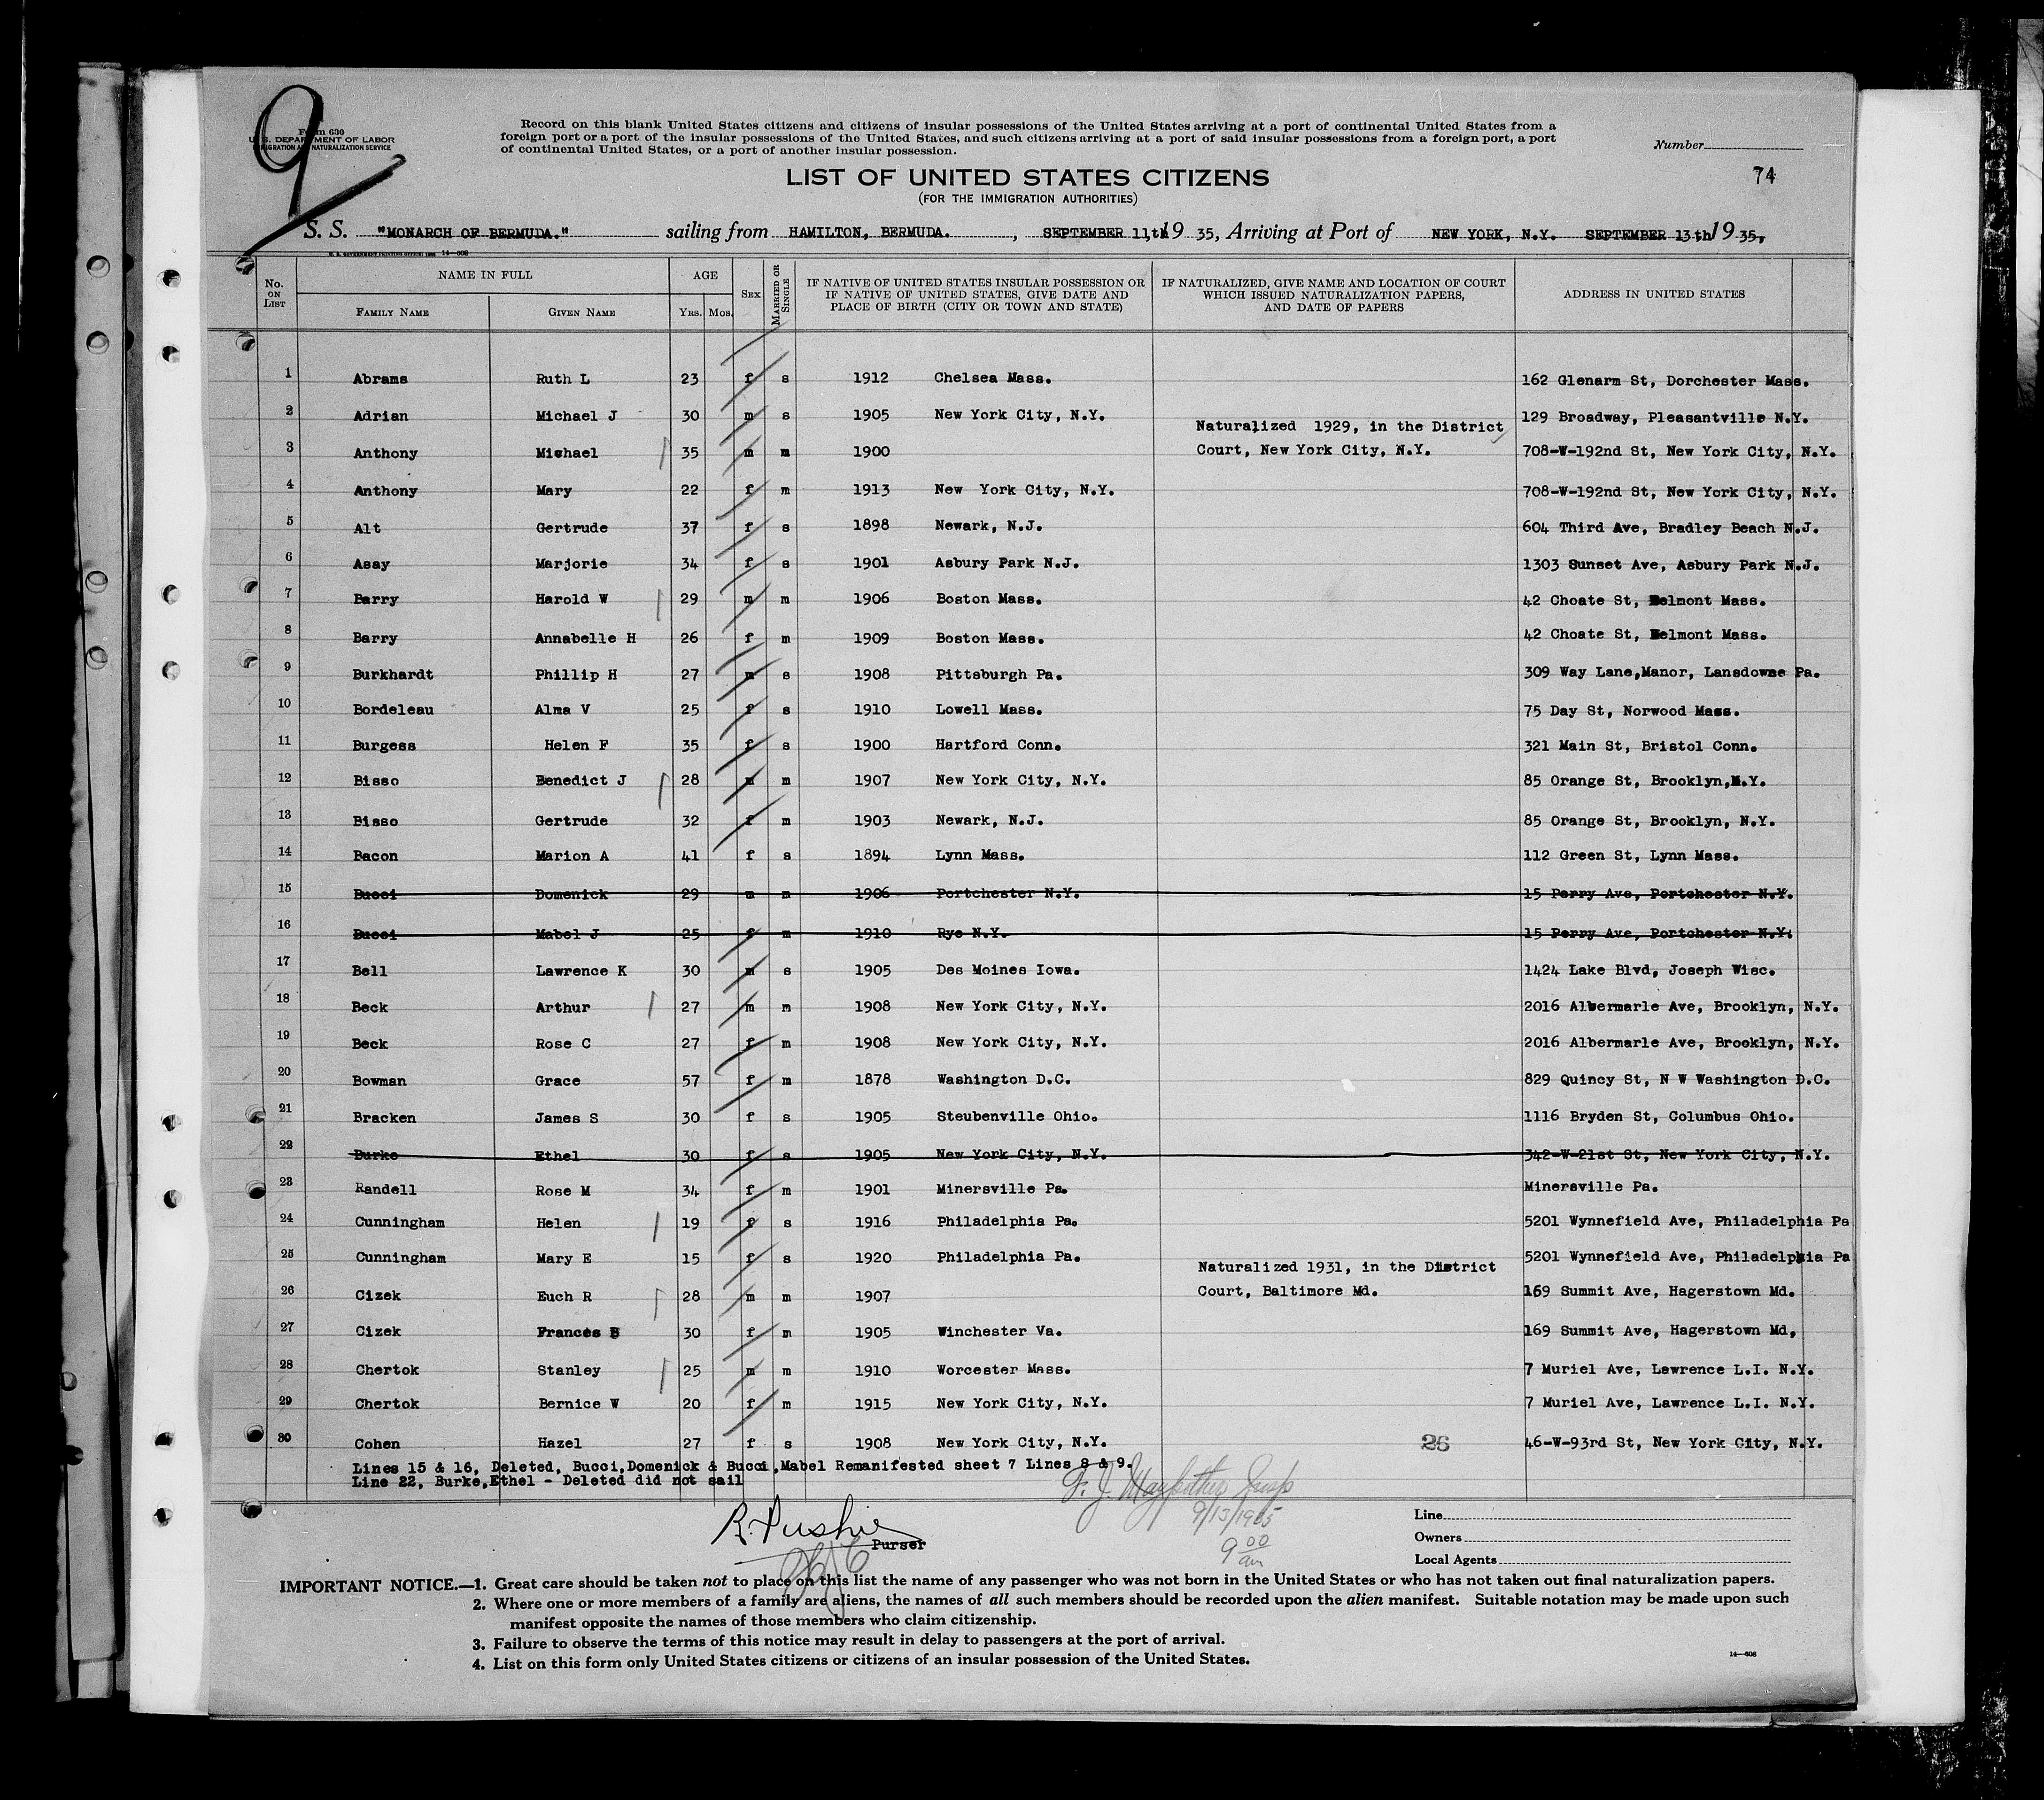 9
Form 630
U. S. DEPARTMENT OF LABOR
IMMIGRATION AND NATURALIZATION SERVICE
Record on this blank United States citizens and citizens of insular possessions of the United States arriving at a port of continental United States from a
foreign port or a port of the insular possessions of the United States, and such citizens arriving at a port of said insular possessions from a foreign port, a port
of continental United States, or a port of another insular possession.
Number
74
LIST OF UNITED STATES CITIZENS
(FOR THE IMMIGRATION AUTHORITIES)
S. S. "MONARCH OF BERMUDA." sailing from HAMILTON, BERMUDA. , SEPTEMBER 11,th 19 35, Arriving at Port of NEW YORK, N.Y. SEPTEMBER 13th 19 35,
No. ON LIST NAME IN FULL FAMILY NAME GIVEN NAME AGE YRS. MOS. SEX MARRIED OR SINGLE IF NATIVE OF UNITED STATES INSULAR POSSESSION OR IF NATIVE OF UNITED STATES, GIVE DATE AND PLACE OF BIRTH (CITY OR TOWN AND STATE) IF NATURALIZED, GIVE NAME AND LOCATION OF COURT WHICH ISSUED NATURALIZATION PAPERS, AND DATE OF PAPERS ADDRESS IN UNITED STATES
1 Abrams Ruth L 23 f s 1912 Chelsea Mass. 162 Glenarm St, Dorchester Mass.
2 Adrian Michael J 30 m s 1905 New York City, N.Y. 129 Broadway, Pleasantville N.Y.
Naturalized 1929, in the District
3 Anthony Michael 35 m m 1900 Court, New York City, N.Y. 708-W-192nd St, New York City, N.Y.
4 Anthony Mary 22 f m 1913 New York City, N.Y. 708-W-192nd St, New York City, N.Y.
5 Alt Gertrude 37 f s 1898 Newark, N.J. 604 Third Ave, Bradley Beach N.J.
6 Asay Marjorie 34 f s 1901 Asbury Park N.J. 1303 Sunset Ave, Asbury Park N.J.
7 Barry Harold W 29 m m 1906 Boston Mass. 42 Choate St, Belmont Mass.
8 Barry Annabelle H 26 f m 1909 Boston Mass. 42 Choate St, Belmont Mass.
9 Burkhardt Phillip H 27 m s 1908 Pittsburgh Pa. 309 Way Lane,Manor, Lansdowne Pa.
10 Bordeleau Alma V 25 f s 1910 Lowell Mass. 75 Day St, Norwood Mass.
11 Burgess Helen F 35 f s 1900 Hartford Conn. 321 Main St, Bristol Conn.
12 Bisso Benedict J 28 m m 1907 New York City, N.Y. 85 Orange St, Brooklyn,N.Y.
13 Bisso Gertrude 32 f m 1903 Newark, N.J. 85 Orange St, Brooklyn, N.Y.
14 Bacon Marion A 41 f s 1894 Lynn Mass. 112 Green St, Lynn Mass.
15 Bucci Domenick 29 m m 1906 Portchester N.Y. 15 Perry Ave, Portchester N.Y.
16 Bucci Mabel J 25 f m 1910 Rye N.Y. 15 Perry Ave, Portchester N.Y.
17 Bell Lawrence K 30 m s 1905 Des Moines Iowa. 1424 Lake Blvd, Joseph Wisc.
18 Beck Arthur 27 m m 1908 New York City, N.Y. 2016 Albermarle Ave, Brooklyn, N.Y.
19 Beck Rose C 27 f m 1908 New York City, N.Y. 2016 Albermarle Ave, Brooklyn, N.Y.
20 Bowman Grace 57 f m 1878 Washington D.C. 829 Quincy St, N W Washington D.C.
21 Bracken James S 30 f s 1905 Steubenville Ohio. 1116 Bryden St, Columbus Ohio.
22 Burke Ethel 30 f s 1905 New York City, N.Y. 342-W-21st St, New York City, N.Y.
23 Randell Rose M 34 f m 1901 Minersville Pa. Minersville Pa.
24 Cunningham Helen 19 f s 1916 Philadelphia Pa. 5201 Wynnefield Ave, Philadelphia Pa
25 Cunningham Mary E 15 f s 1920 Philadelphia Pa. 5201 Wynnefield Ave, Philadelphia Pa
Naturalized 1931, in the District
26 Cizek Euch R 28 m m 1907 Court, Baltimore Md. 169 Summit Ave, Hagerstown Md.
27 Cizek Frances B 30 f m 1905 Winchester Va. 169 Summit Ave, Hagerstown Md,
28 Chertok Stanley 25 m m 1910 Worcester Mass. 7 Muriel Ave, Lawrence L.I. N.Y.
29 Chertok Bernice W 20 f m 1915 New York City, N.Y. 7 Muriel Ave, Lawrence L.I. N.Y.
30 Cohen Hazel 27 f s 1908 New York City, N.Y. 26 46-W-93rd St, New York City, N.Y.
Lines 15 & 16, Deleted, Bucci,Domenick & Bucci,Mabel Remanifested sheet 7 Lines 8 & 9.
Line 22, Burke,Ethel - Deleted did not sail
F. J. Insp
9/13/1935
9 00 am
Purser
Line
Owners
Local Agents
IMPORTANT NOTICE.—1. Great care should be taken not to place on this list the name of any passenger who was not born in the United States or who has not taken out final naturalization papers.
2. Where one or more members of a family are aliens, the names of all such members should be recorded upon the alien manifest. Suitable notation may be made upon such
manifest opposite the names of those members who claim citizenship.
3. Failure to observe the terms of this notice may result in delay to passengers at the port of arrival.
4. List on this form only United States citizens or citizens of an insular possession of the United States.
14—608